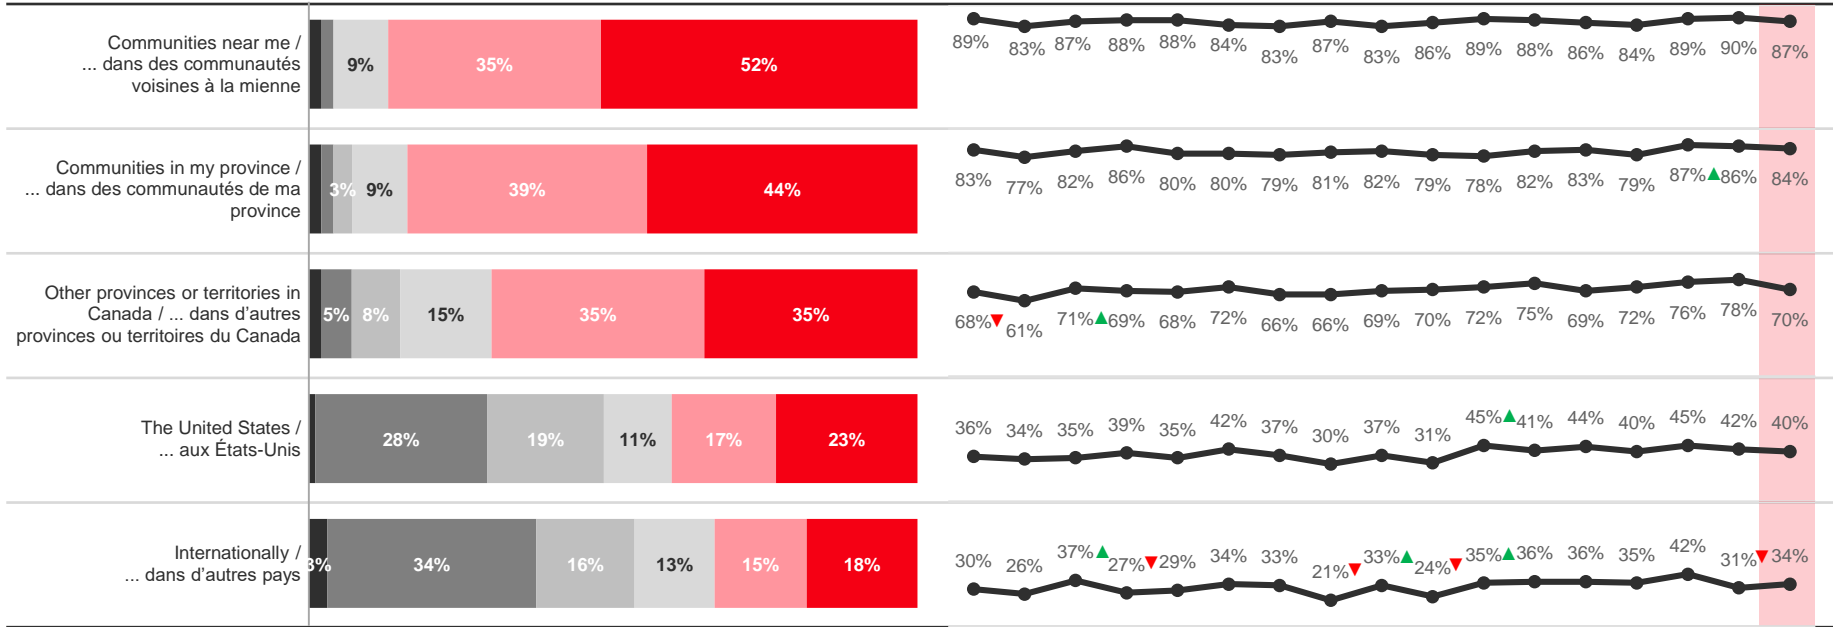 Communities near me /
... dans des communautés
voisines à la mienne
9% 35% 52%
89% 83% 87% 88% 88% 84% 83% 87% 83% 86% 89% 88% 86% 84% 89% 90% 87%
Communities in my province /
... dans des communautés de ma
province
3% 9% 39% 44%
83% 77% 82% 86% 80% 80% 79% 81% 82% 79% 78% 82% 83% 79% 87% ▲ 86% 84%
Other provinces or territories in
Canada / ... dans d'autres
provinces ou territoires du Canada
5% 8% 15% 35% 35%
68% ▼ 61% 71% ▲ 69% 68% 72% 66% 66% 69% 70% 72% 75% 69% 72% 76% 78% 70%
The United States /
... aux États-Unis
28% 19% 11% 17% 23%
36% 34% 35% 39% 35% 42% 37% 30% 37% 31% 45% ▲ 41% 44% 40% 45% 42% 40%
Internationally /
... dans d'autres pays
3% 34% 16% 13% 15% 18%
30% 26% 37% ▲ 27% ▼ 29% 34% 33% 21% ▼ 33% ▲ 24% ▼ 35% ▲ 36% 36% 35% 42% 31% ▼ 34%